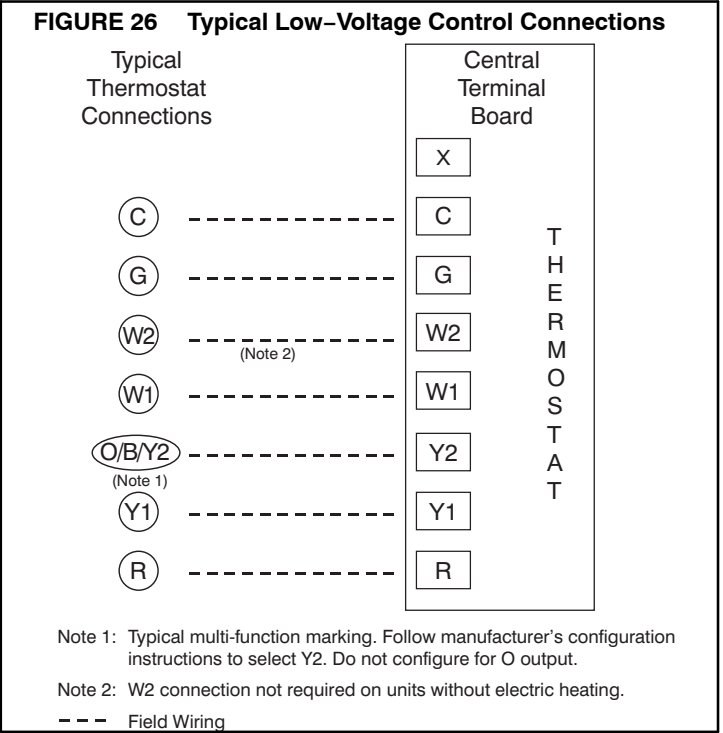 FIGURE 26 Typical Low−Voltage Control Connections
Typical
Thermostat
Connections
Central
Terminal
Board
X
C C
G G
W2 W2
(Note 2)
W1 W1
O/B/Y2 Y2
(Note 1)
Y1 Y1
R R
THERMOSTAT
Note 1: Typical multi-function marking. Follow manufacturer's configuration
instructions to select Y2. Do not configure for O output.
Note 2: W2 connection not required on units without electric heating.
Field Wiring